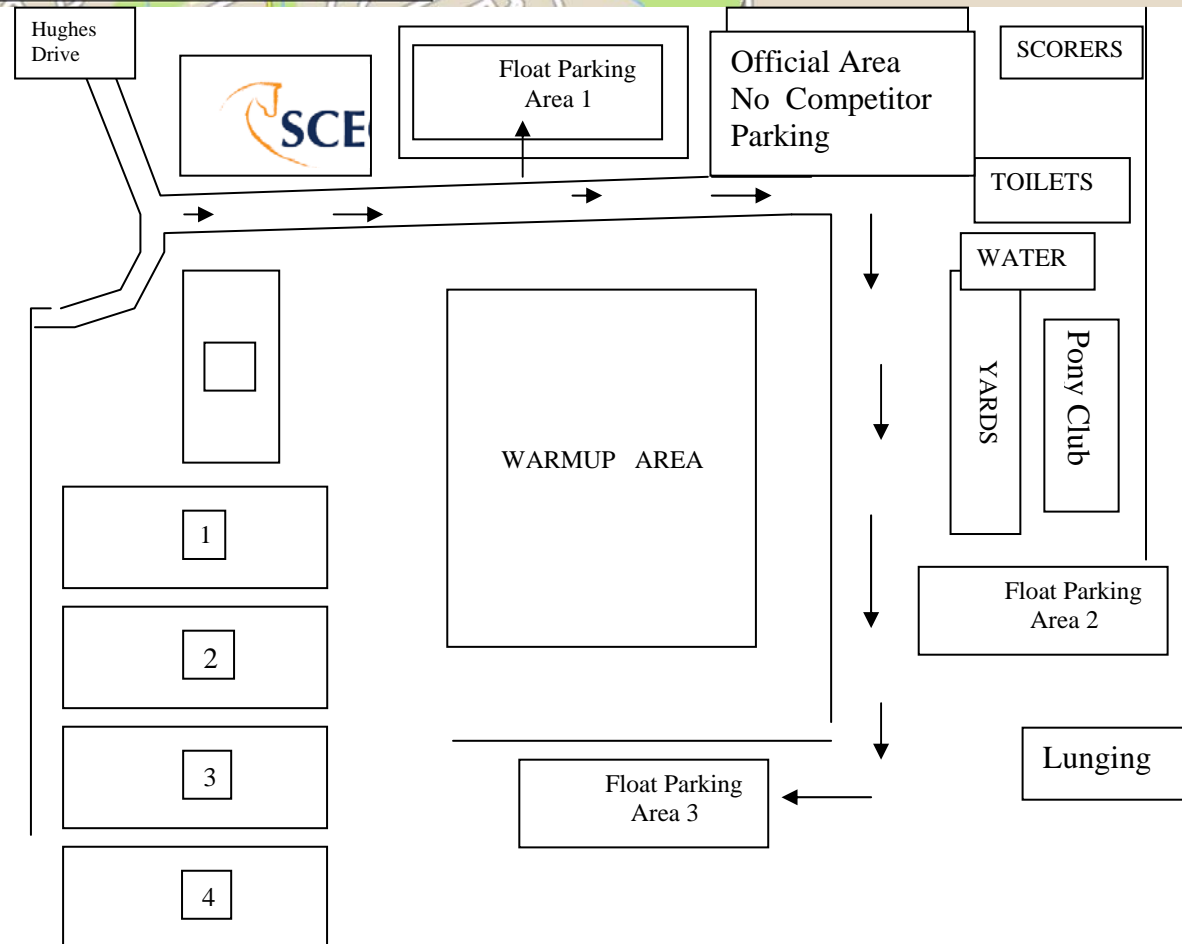 Hughes
Drive
SCE
Float Parking
Area 1
Official Area
No Competitor
Parking
SCORERS
TOILETS
WATER
YARDS
Pony Club
WARMUP AREA
1
2
3
4
Float Parking
Area 2
Lunging
Float Parking
Area 3